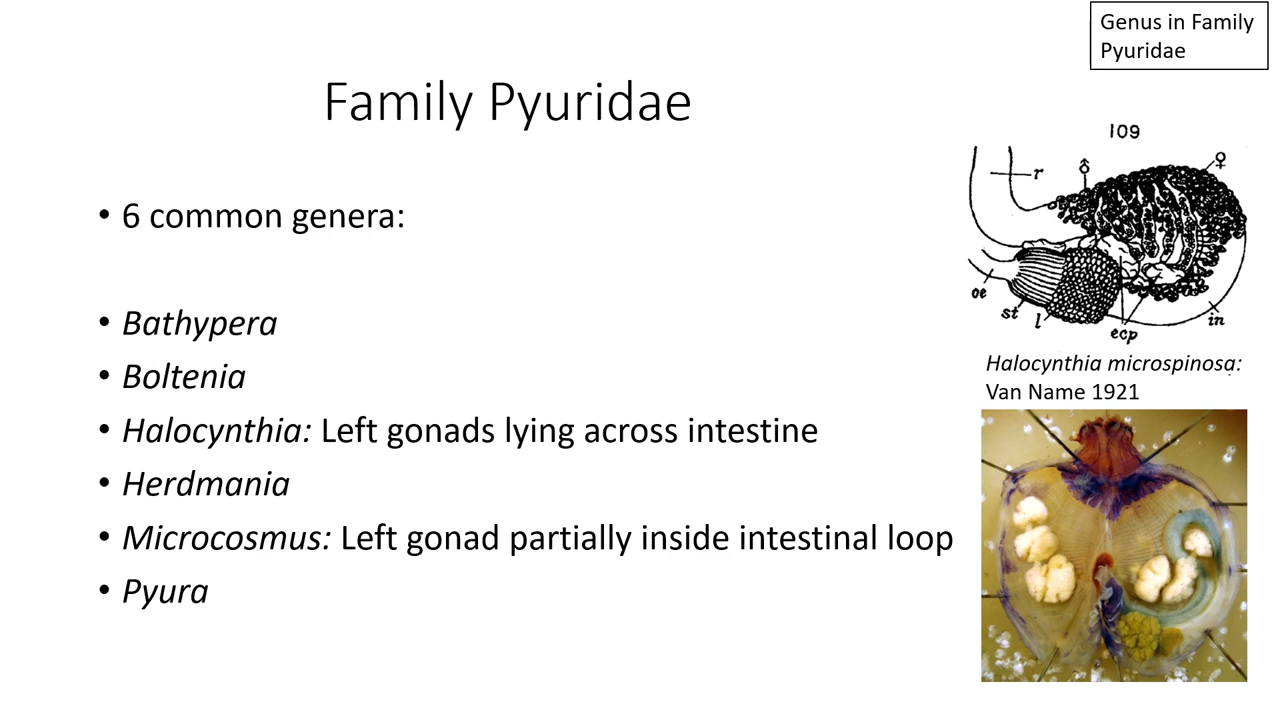 Genus in Family
Pyuridae
Family Pyuridae
• 6 common genera:
• Bathypera
• Boltenia
• Halocynthia: Left gonads lying across intestine
• Herdmania
• Microcosmus: Left gonad partially inside intestinal loop
• Pyura
109
♂
♀
r
oe
st
l
ecp
in
Halocynthia microspinosa:
Van Name 1921